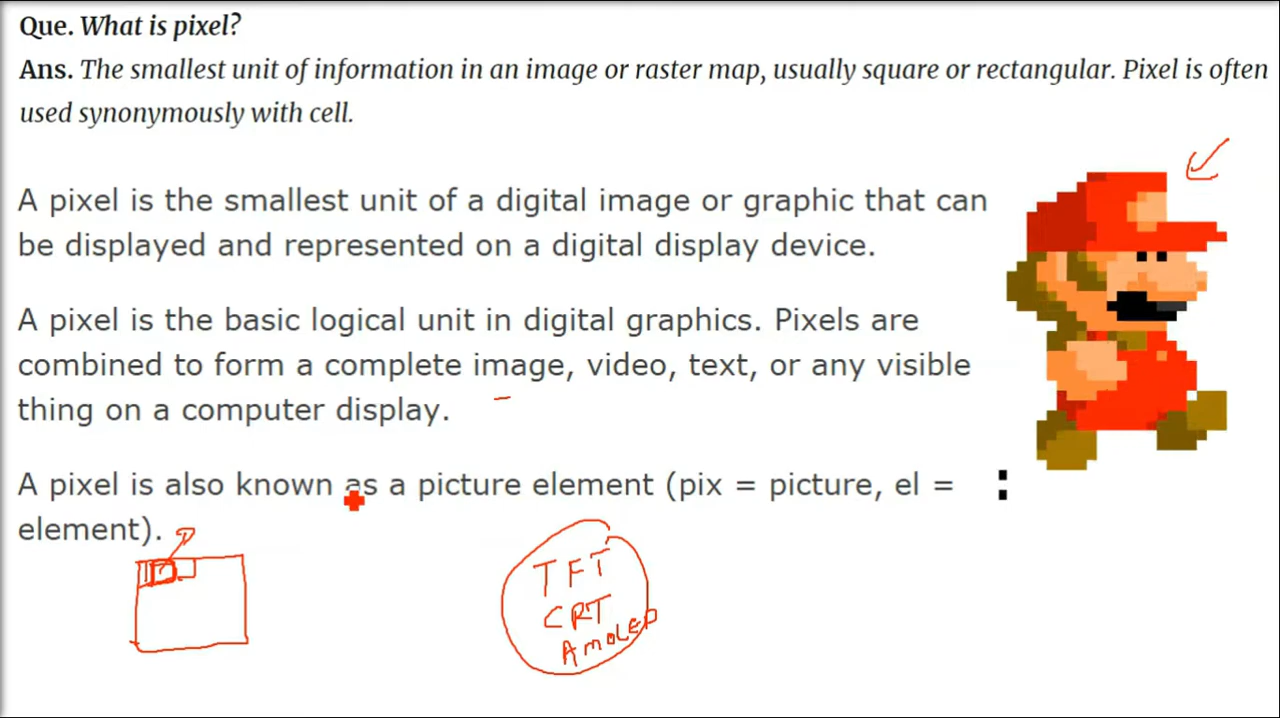 Que. What is pixel?
Ans. The smallest unit of information in an image or raster map, usually square or rectangular. Pixel is often
used synonymously with cell.
A pixel is the smallest unit of a digital image or graphic that can
be displayed and represented on a digital display device.
A pixel is the basic logical unit in digital graphics. Pixels are
combined to form a complete image, video, text, or any visible
thing on a computer display.
A pixel is also known as a picture element (pix = picture, el =
element).
TFT
CRT
AMOLED